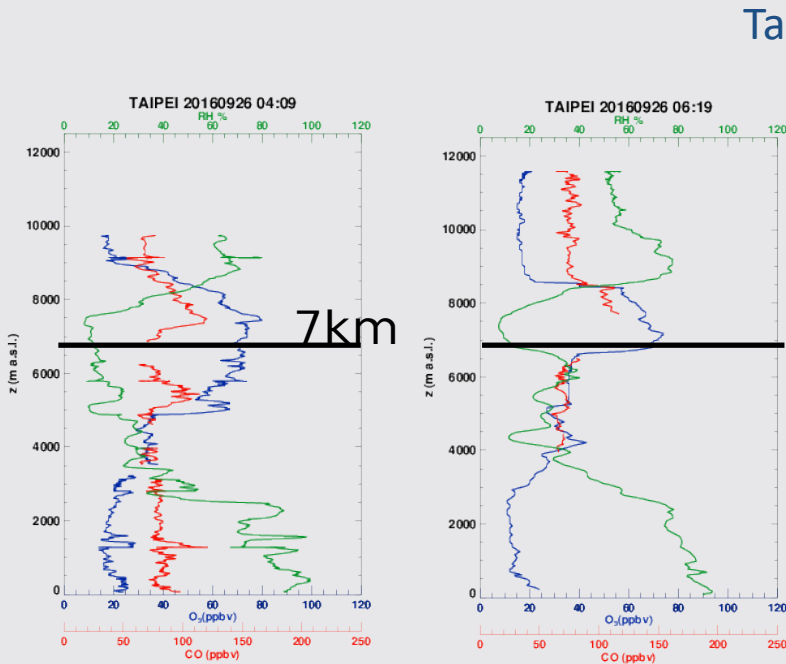 Ta
TAIPEI 20160926 04:09
RH %
0 20 40 60 80 100 120
12000
10000
8000
6000
4000
2000
0
z (m a.s.l.)
0 20 40 60 80 100 120
O₃(ppbv)
0 50 100 150 200 250
CO (ppbv)
7km
TAIPEI 20160926 06:19
RH %
0 20 40 60 80 100 120
12000
10000
8000
6000
4000
2000
0
z (m a.s.l.)
0 20 40 60 80 100 120
O₃(ppbv)
0 50 100 150 200 250
CO (ppbv)